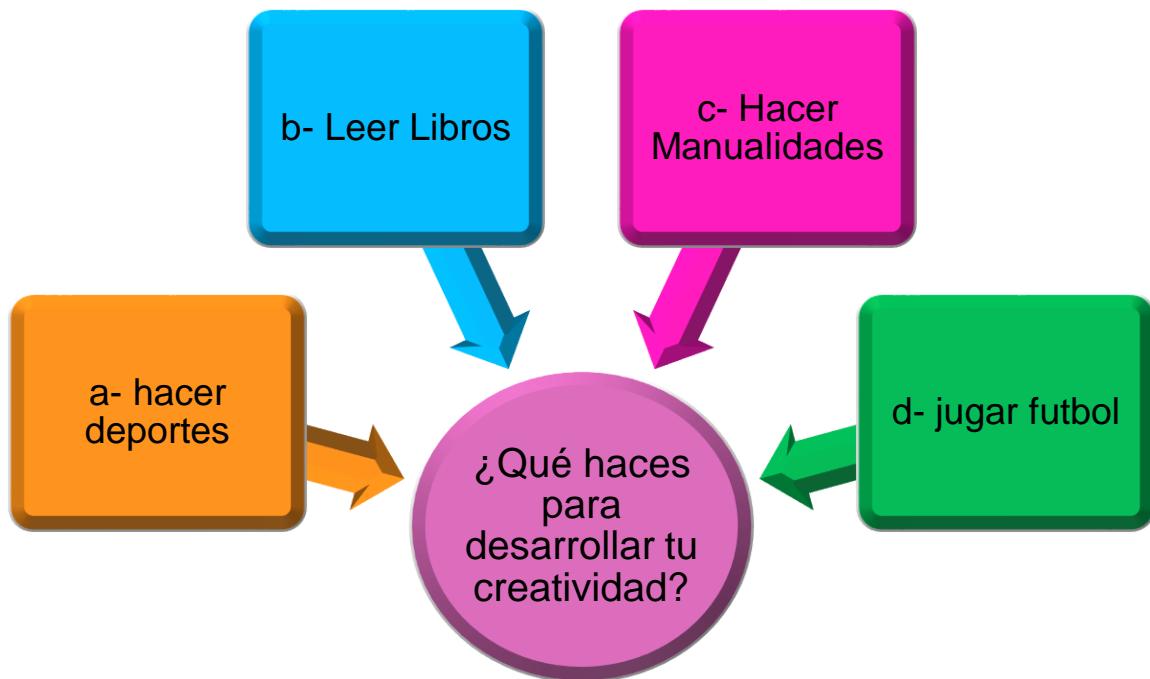 a- hacer
deportes
b- Leer Libros
c- Hacer
Manualidades
d- jugar futbol
¿Qué haces
para
desarrollar tu
creatividad?